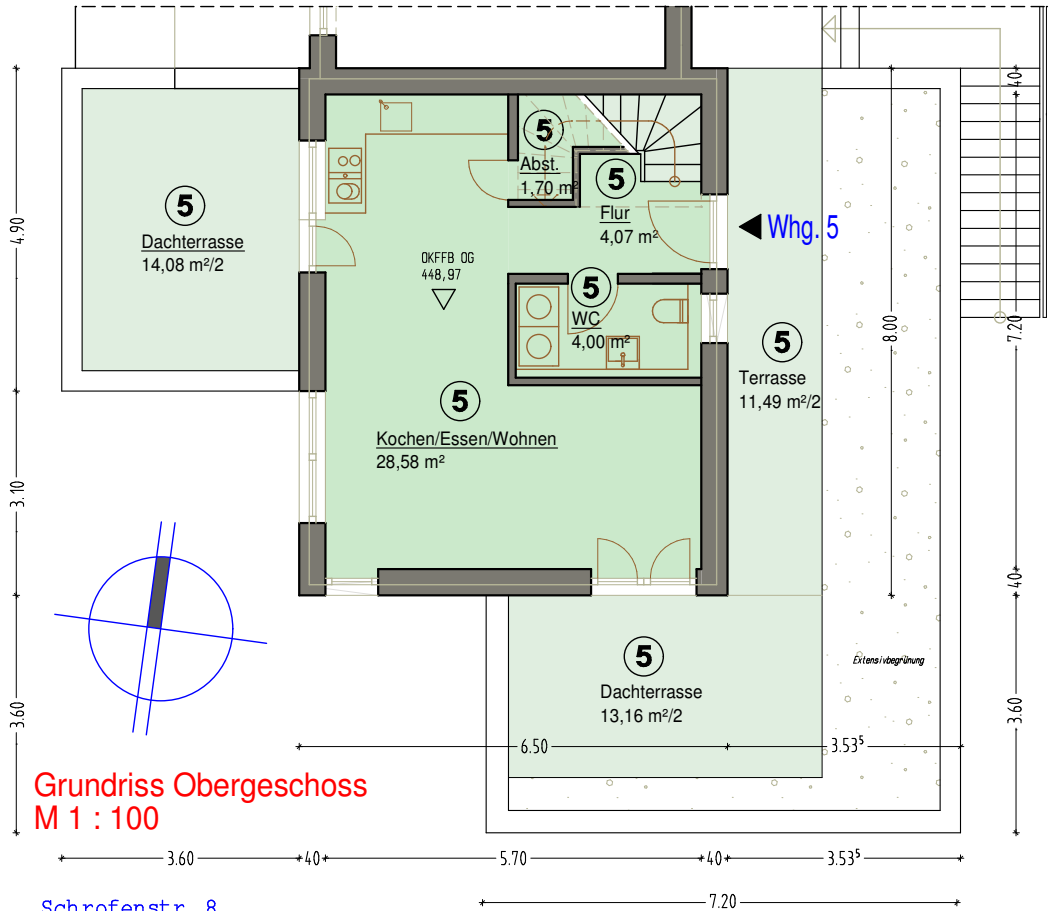 40
5
Abst.
1,70 m²
5
Flur
4,07 m²
5
Dachterrasse
14,08 m²/2
Whg. 5
4.90
OKFFB OG
448,97
5
WC
4,00 m²
8.00
7.20
5
Terrasse
11,49 m²/2
5
Kochen/Essen/Wohnen
28,58 m²
3.10
40
5
Dachterrasse
13,16 m²/2
Extensivbegrünung
3.60
3.60
6.50
3.53⁵
Grundriss Obergeschoss
M 1 : 100
3.60
40
5.70
40
3.53⁵
7.20
Schrofenstr. 8